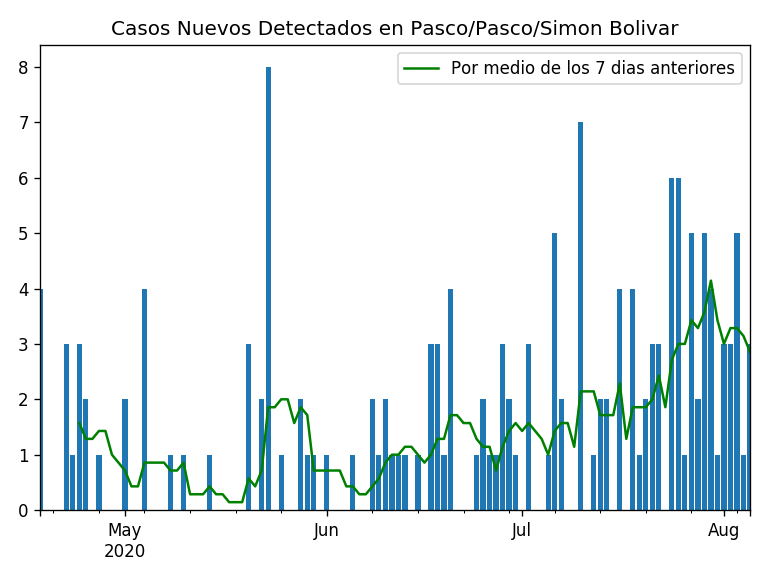 Casos Nuevos Detectados en Pasco/Pasco/Simon Bolivar
Por medio de los 7 dias anteriores
8
7
6
5
4
3
2
1
0
May
2020
Jun
Jul
Aug